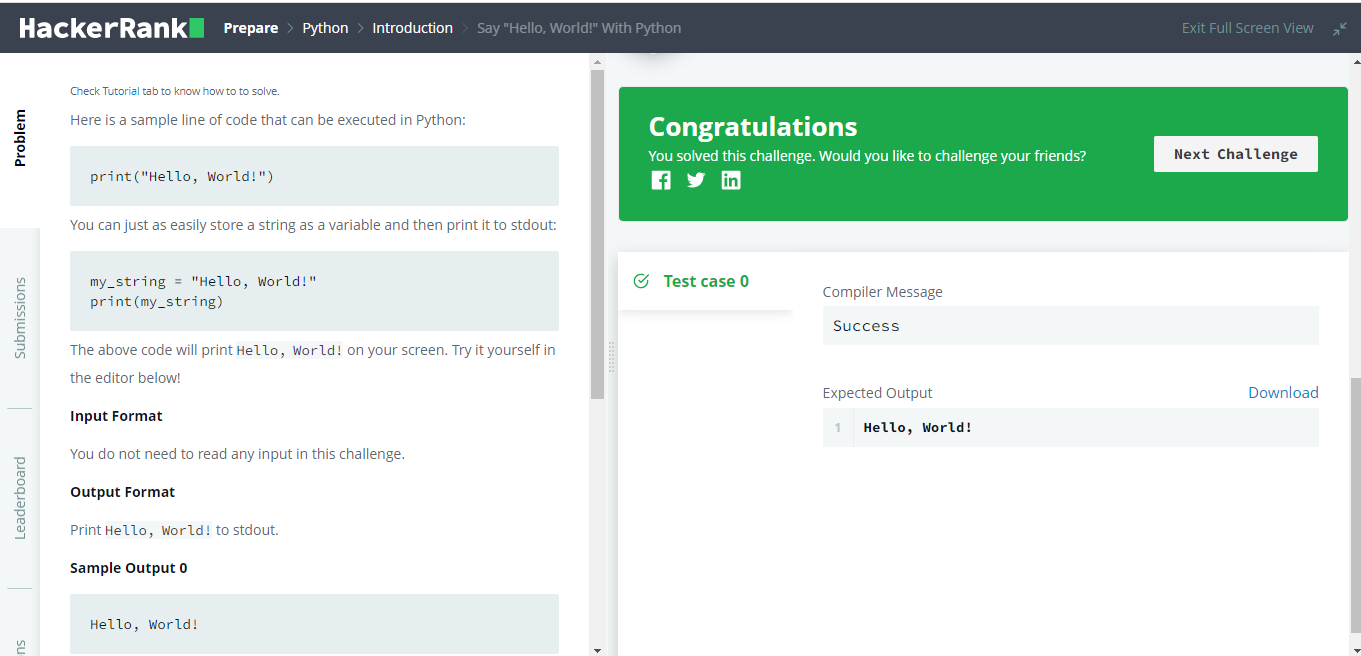 HackerRank Prepare > Python > Introduction > Say "Hello, World!" With Python Exit Full Screen View
Problem
Submissions
Leaderboard
ns
Check Tutorial tab to know how to to solve.
Here is a sample line of code that can be executed in Python:
print("Hello, World!")
You can just as easily store a string as a variable and then print it to stdout:
my_string = "Hello, World!"
print(my_string)
The above code will print Hello, World! on your screen. Try it yourself in
the editor below!
Input Format
You do not need to read any input in this challenge.
Output Format
Print Hello, World! to stdout.
Sample Output 0
Hello, World!
Congratulations
You solved this challenge. Would you like to challenge your friends?
Next Challenge
Test case 0
Compiler Message
Success
Expected Output Download
1 Hello, World!